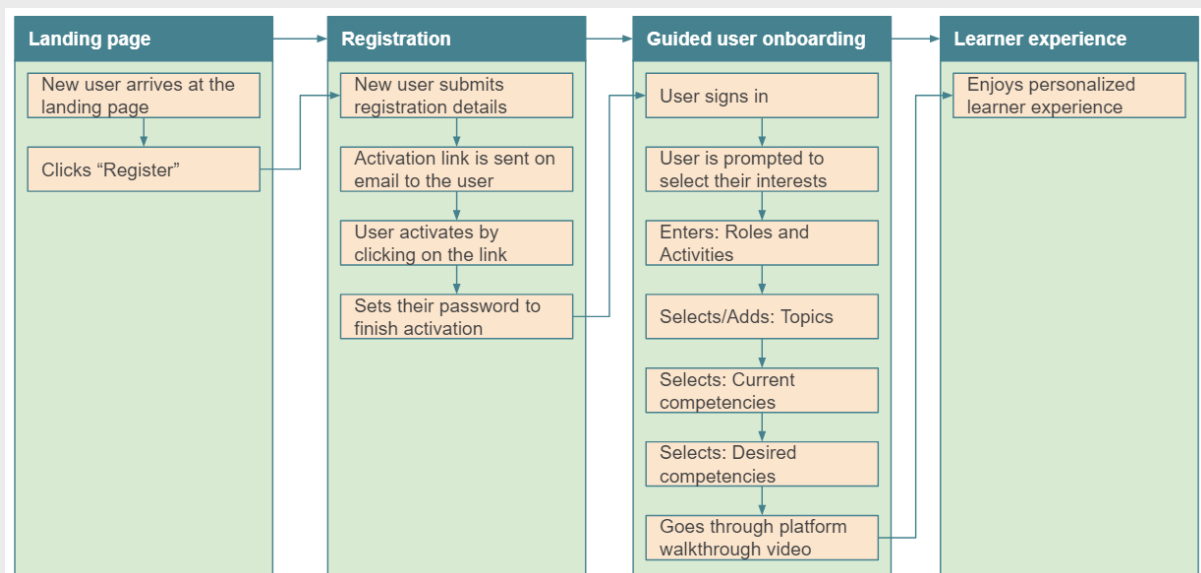 Landing page
New user arrives at the
landing page
Clicks “Register”
Registration
New user submits
registration details
Activation link is sent on
email to the user
User activates by
clicking on the link
Sets their password to
finish activation
Guided user onboarding
User signs in
User is prompted to
select their interests
Enters: Roles and
Activities
Selects/Adds: Topics
Selects: Current
competencies
Selects: Desired
competencies
Goes through platform
walkthrough video
Learner experience
Enjoys personalized
learner experience